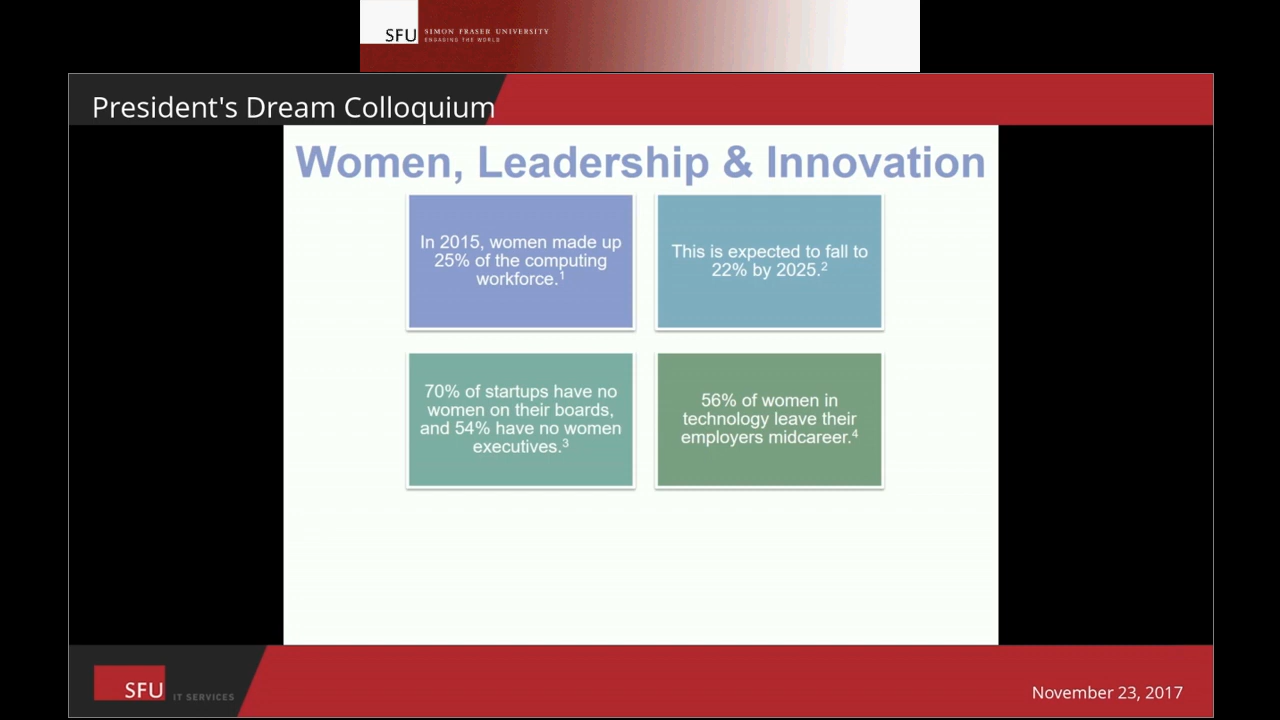 SFU SIMON FRASER UNIVERSITY
ENGAGING THE WORLD
President's Dream Colloquium
Women, Leadership & Innovation
In 2015, women made up
25% of the computing
workforce.¹
This is expected to fall to
22% by 2025.²
70% of startups have no
women on their boards,
and 54% have no women
executives.³
56% of women in
technology leave their
employers midcareer.⁴
SFU IT SERVICES
November 23, 2017